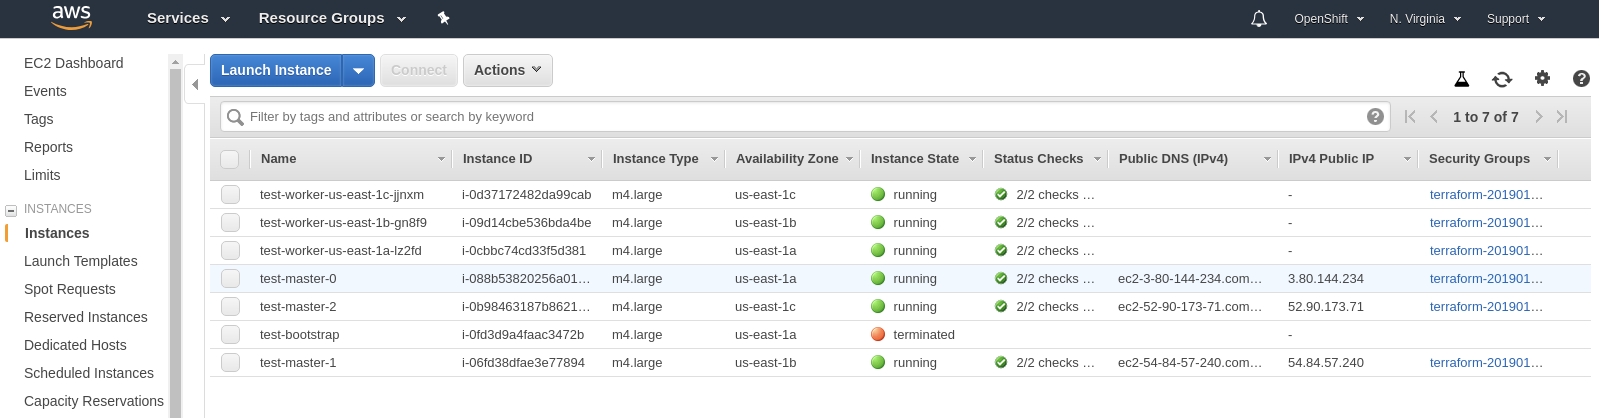 aws Services Resource Groups OpenShift N. Virginia Support
EC2 Dashboard
Events
Tags
Reports
Limits
INSTANCES
Instances
Launch Templates
Spot Requests
Reserved Instances
Dedicated Hosts
Scheduled Instances
Capacity Reservations
Launch Instance Connect Actions
Filter by tags and attributes or search by keyword 1 to 7 of 7
Name Instance ID Instance Type Availability Zone Instance State Status Checks Public DNS (IPv4) IPv4 Public IP Security Groups
test-worker-us-east-1c-jjnxm i-0d37172482da99cab m4.large us-east-1c running 2/2 checks ... - terraform-201901...
test-worker-us-east-1b-gn8f9 i-09d14cbe536bda4be m4.large us-east-1b running 2/2 checks ... - terraform-201901...
test-worker-us-east-1a-lz2fd i-0cbbc74cd33f5d381 m4.large us-east-1a running 2/2 checks ... - terraform-201901...
test-master-0 i-088b53820256a01... m4.large us-east-1a running 2/2 checks ... ec2-3-80-144-234.com... 3.80.144.234 terraform-201901...
test-master-2 i-0b98463187b8621... m4.large us-east-1c running 2/2 checks ... ec2-52-90-173-71.com... 52.90.173.71 terraform-201901...
test-bootstrap i-0fd3d9a4faac3472b m4.large us-east-1a terminated -
test-master-1 i-06fd38dfae3e77894 m4.large us-east-1b running 2/2 checks ... ec2-54-84-57-240.com... 54.84.57.240 terraform-201901...